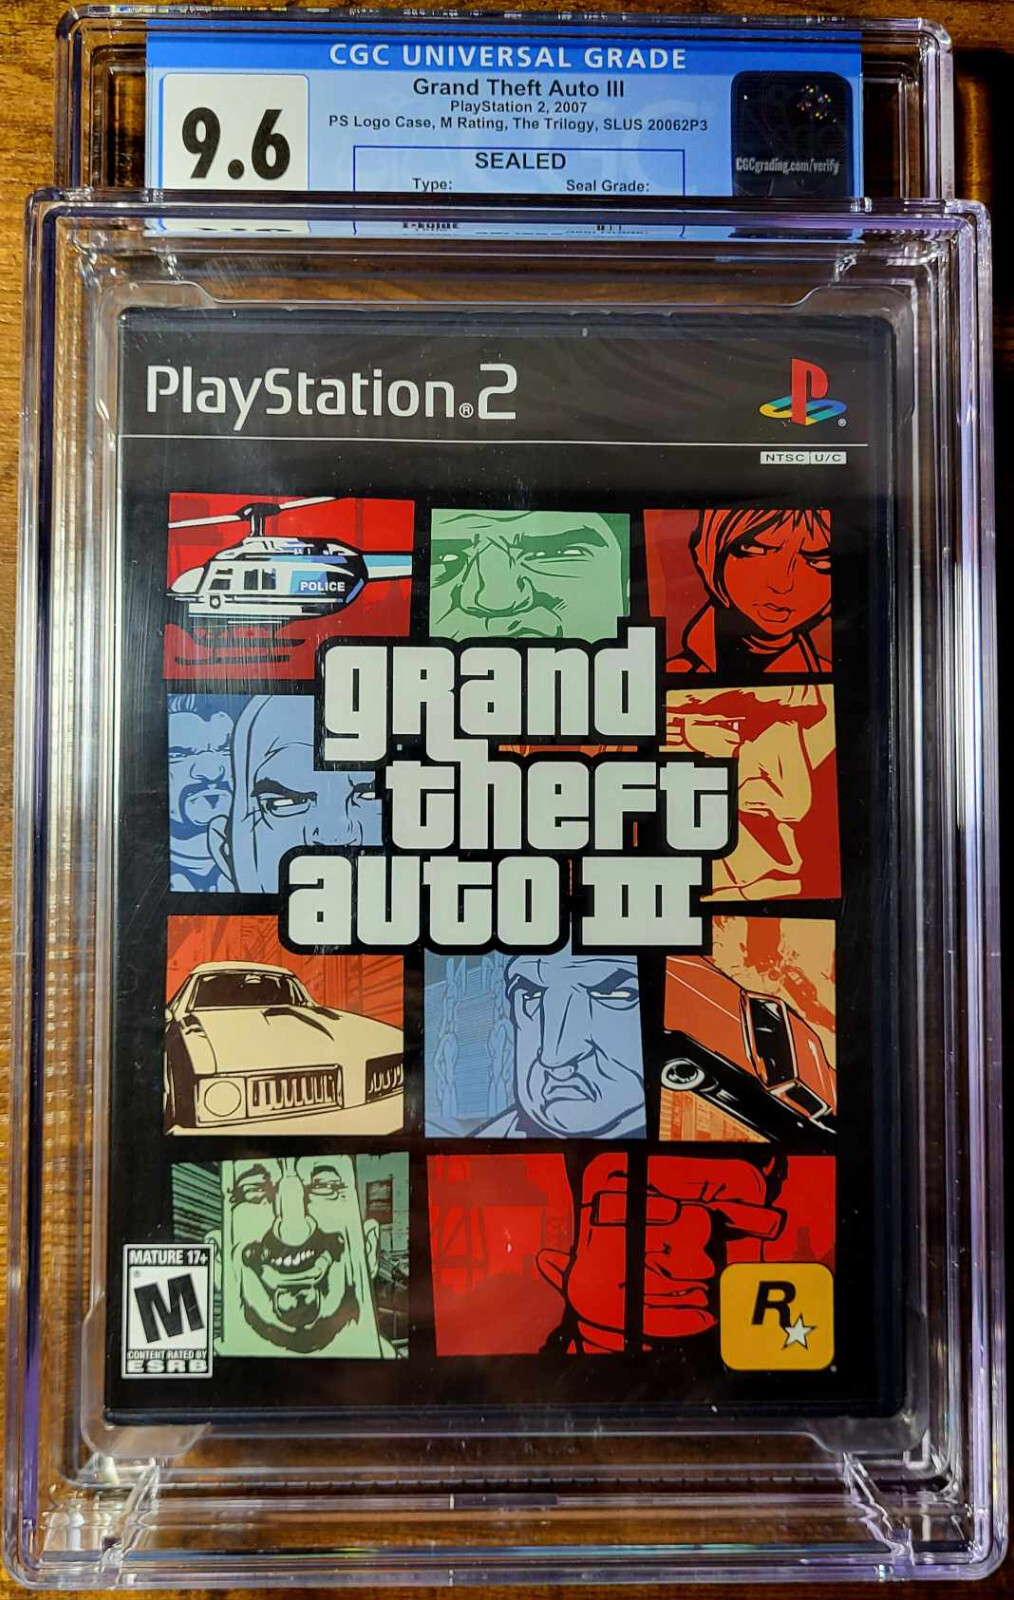 CGC UNIVERSAL GRADE
Grand Theft Auto III
PlayStation 2, 2007
PS Logo Case, M Rating, The Trilogy, SLUS 20062P3
9.6
SEALED
Type: Seal Grade:
CGCgrading.com/verify
PlayStation®2
NTSC U/C
POLICE
grand
theft
auto III
MATURE 17+
M
CONTENT RATED BY
ESRB
R